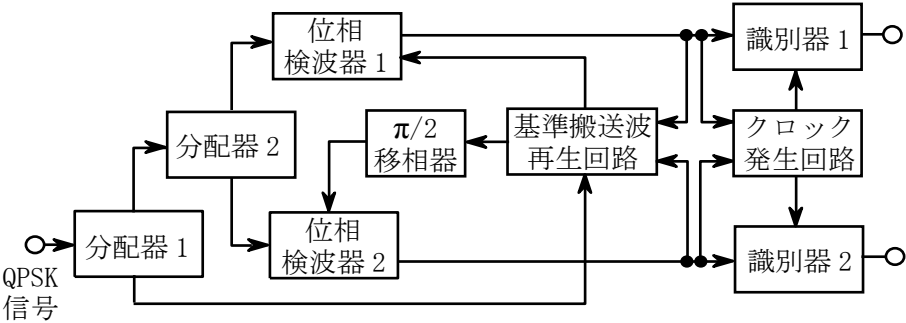 位相
検波器 1
識別器 1
分配器 2
π/2
移相器
基準搬送波
再生回路
クロック
発生回路
分配器 1
位相
検波器 2
識別器 2
QPSK
信号